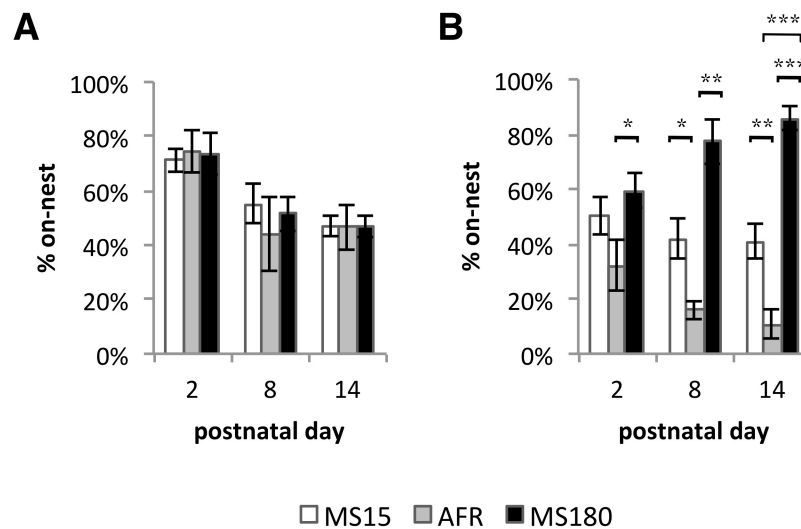 A
100%
80%
60%
40%
20%
0%
% on-nest
2 8 14
postnatal day
B
100%
80%
60%
40%
20%
0%
% on-nest
*
*
**
**
***
***
2 8 14
postnatal day
MS15 AFR MS180